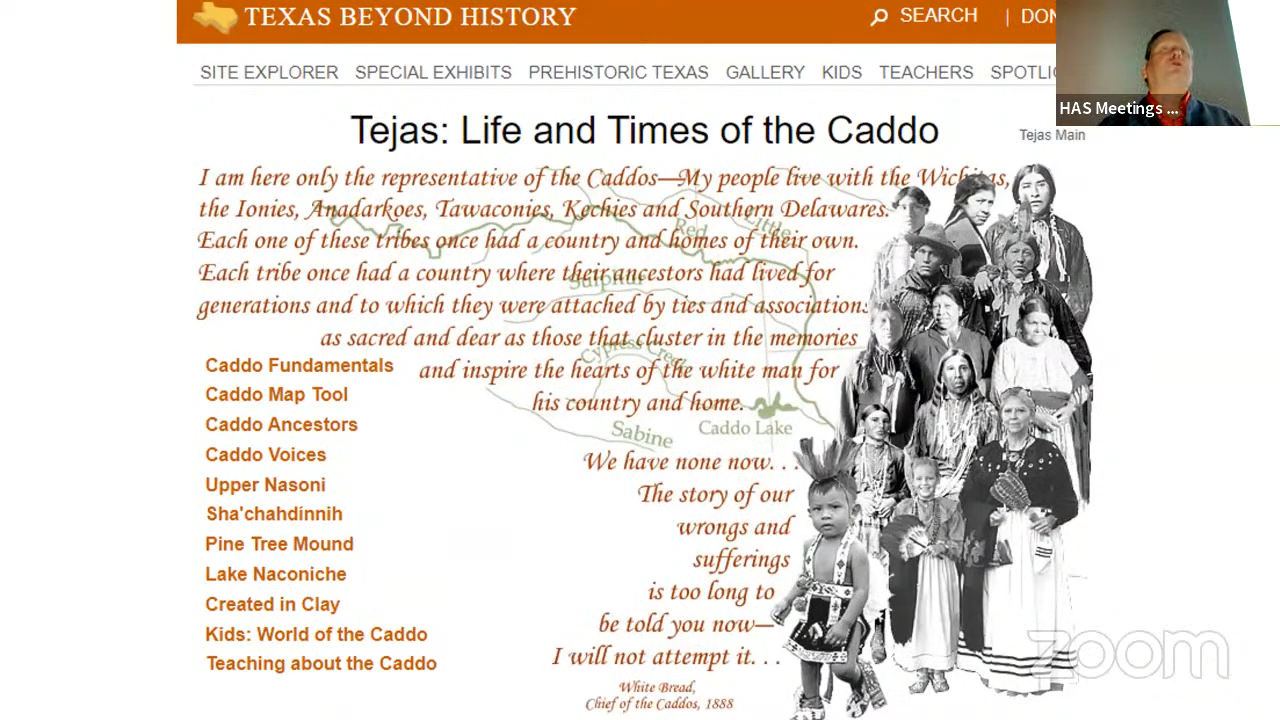 TEXAS BEYOND HISTORY
SEARCH | DON
HAS Meetings ...
SITE EXPLORER SPECIAL EXHIBITS PREHISTORIC TEXAS GALLERY KIDS TEACHERS SPOTLI
Tejas: Life and Times of the Caddo
Tejas Main
I am here only the representative of the Caddos—My people live with the Wichitas,
the Ionies, Anadarkoes, Tawaconies, Kechies and Southern Delawares.
Each one of these tribes once had a country and homes of their own.
Each tribe once had a country where their ancestors had lived for
generations and to which they were attached by ties and associations
as sacred and dear as those that cluster in the memories
and inspire the hearts of the white man for
his country and home.
We have none now. . .
The story of our
wrongs and
sufferings
is too long to
be told you now—
I will not attempt it. . .
White Bread,
Chief of the Caddos, 1888
Red
Little
Sulphur
Cypress Creek
Sabine
Caddo Lake
Caddo Fundamentals
Caddo Map Tool
Caddo Ancestors
Caddo Voices
Upper Nasoni
Sha'chahdínnih
Pine Tree Mound
Lake Naconiche
Created in Clay
Kids: World of the Caddo
Teaching about the Caddo
zoom